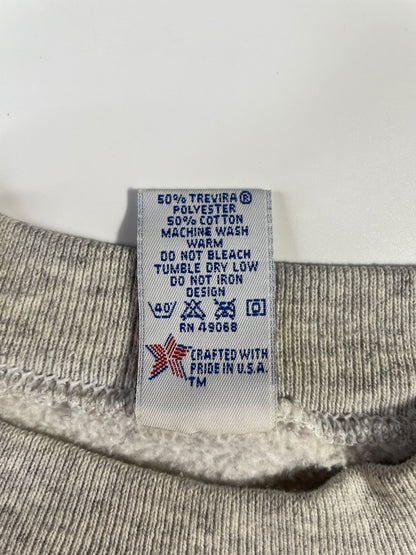 50% TREVIRA®
POLYESTER
50% COTTON
MACHINE WASH
WARM
DO NOT BLEACH
TUMBLE DRY LOW
DO NOT IRON
DESIGN
40°
RN 49068
CRAFTED WITH
PRIDE IN U.S.A.
TM